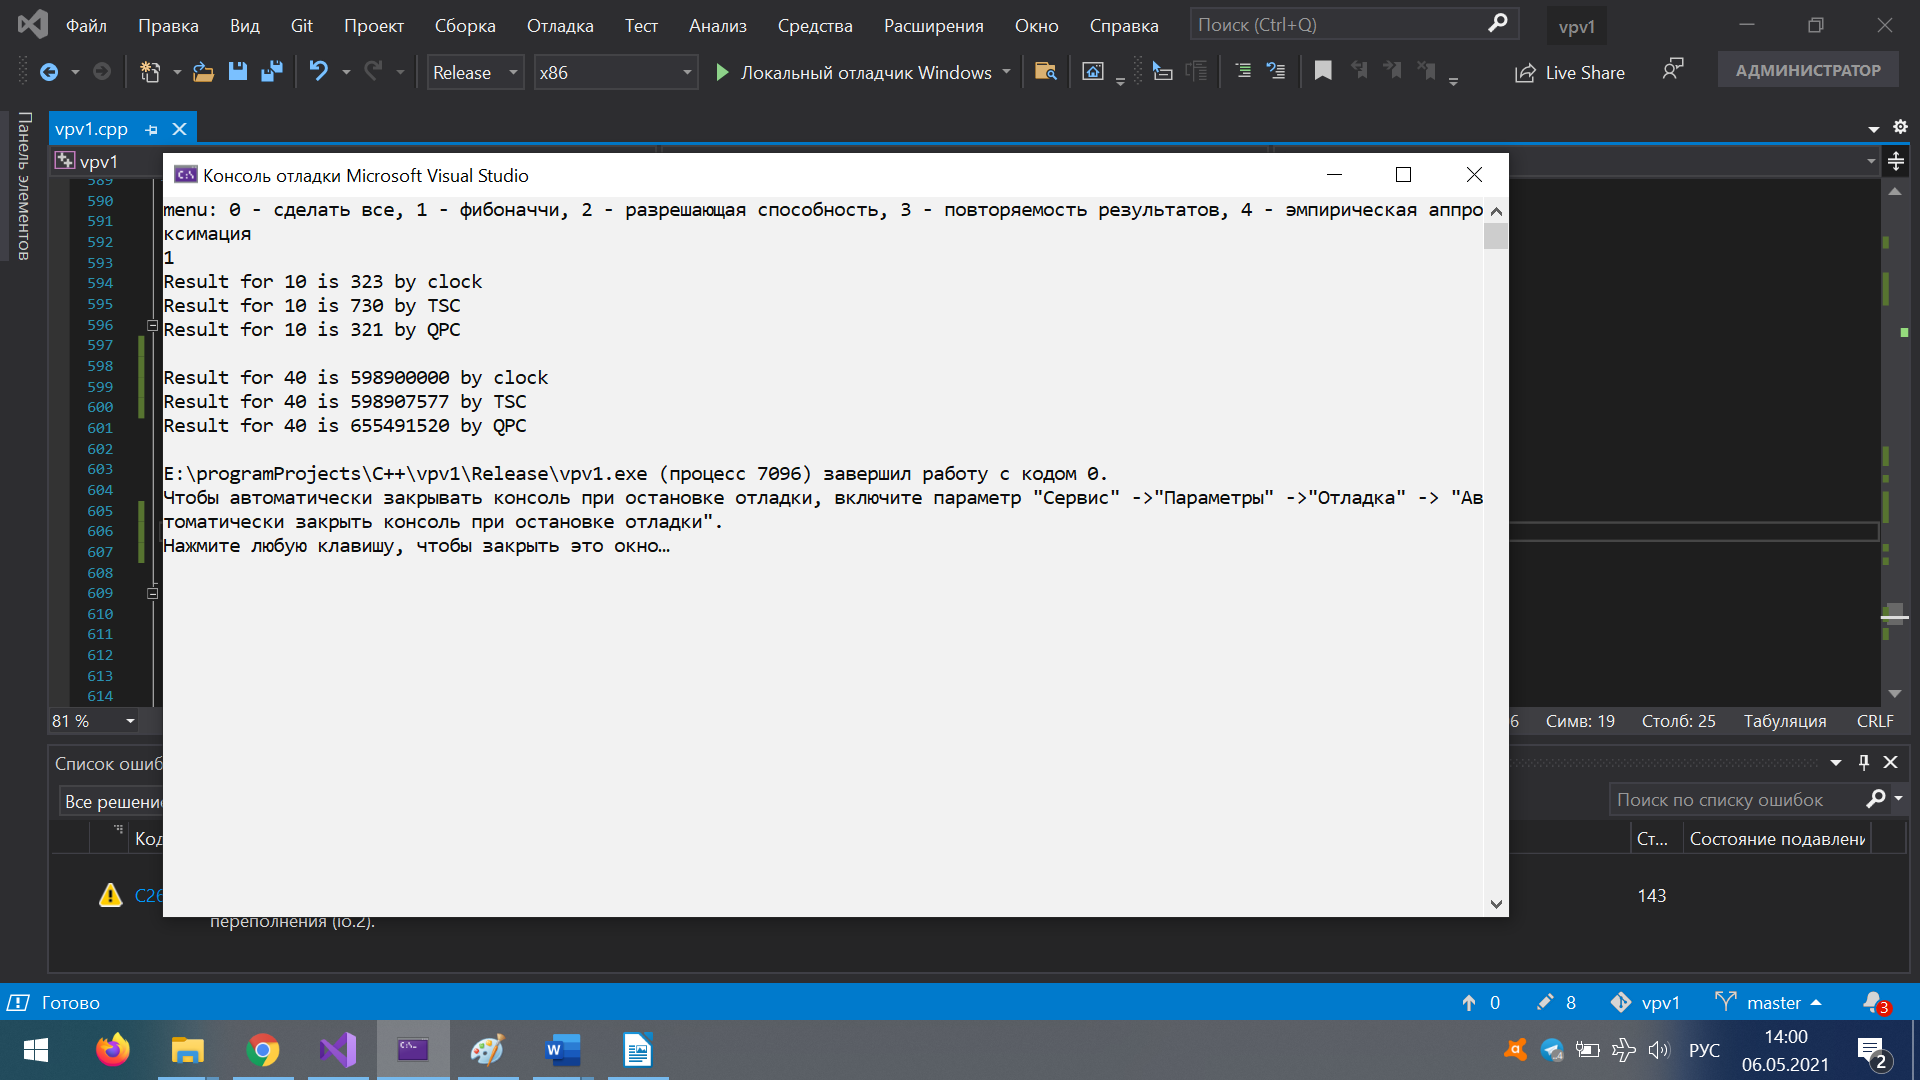 Файл Правка Вид Git Проект Сборка Отладка Тест Анализ Средства Расширения Окно Справка Поиск (Ctrl+Q) vpv1
Release x86 Локальный отладчик Windows Live Share АДМИНИСТРАТОР
Панель элементов
vpv1.cpp
vpv1
Консоль отладки Microsoft Visual Studio
menu: 0 - сделать все, 1 - фибоначчи, 2 - разрешающая способность, 3 - повторяемость результатов, 4 - эмпирическая аппро
ксимация
1
Result for 10 is 323 by clock
Result for 10 is 730 by TSC
Result for 10 is 321 by QPC
Result for 40 is 598900000 by clock
Result for 40 is 598907577 by TSC
Result for 40 is 655491520 by QPC
E:\programProjects\C++\vpv1\Release\vpv1.exe (процесс 7096) завершил работу с кодом 0.
Чтобы автоматически закрывать консоль при остановке отладки, включите параметр "Сервис" ->"Параметры" ->"Отладка" -> "Ав
томатически закрыть консоль при остановке отладки".
Нажмите любую клавишу, чтобы закрыть это окно…
589
590
591
592
593
594
595
596
597
598
599
600
601
602
603
604
605
606
607
608
609
610
611
612
613
614
81 % 6 Симв: 19 Столб: 25 Табуляция CRLF
Список ошиб
Все решение Поиск по списку ошибок
Код Ст... Состояние подавлени
C26 143
переполнения (io.2).
Готово 0 8 vpv1 master 3
РУС 14:00
06.05.2021 2